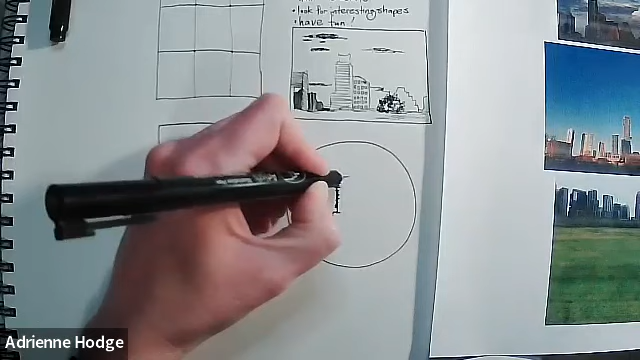 • look for interesting shapes
• have fun!
Adrienne Hodge